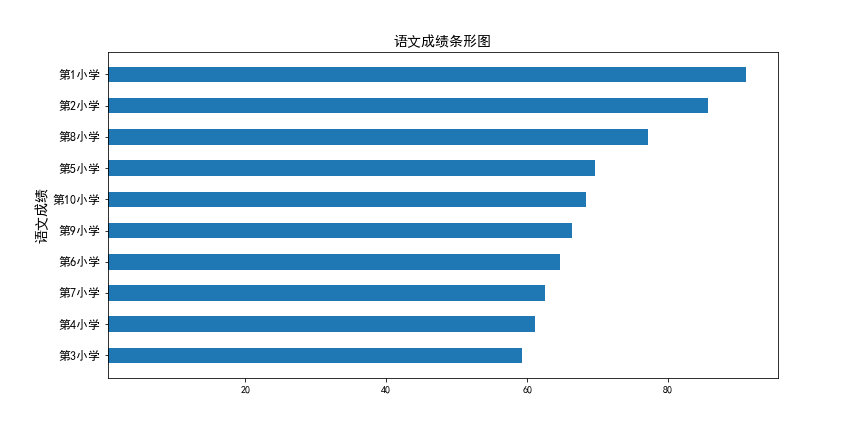 语文成绩条形图
语文成绩
第1小学
第2小学
第8小学
第5小学
第10小学
第9小学
第6小学
第7小学
第4小学
第3小学
20 40 60 80